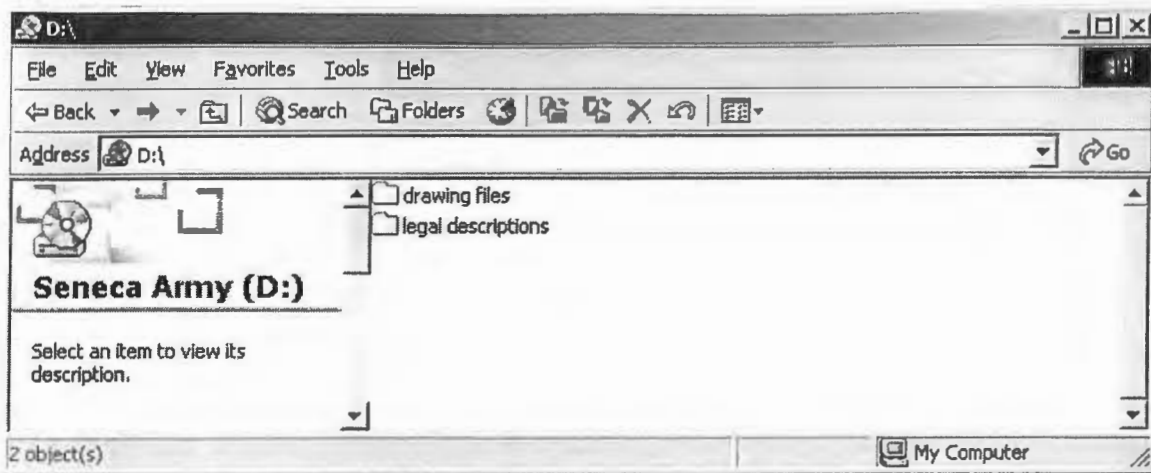 D:\
File Edit View Favorites Tools Help
Back Search Folders
Address D:\ Go
drawing files
legal descriptions
Seneca Army (D:)
Select an item to view its
description.
2 object(s) My Computer